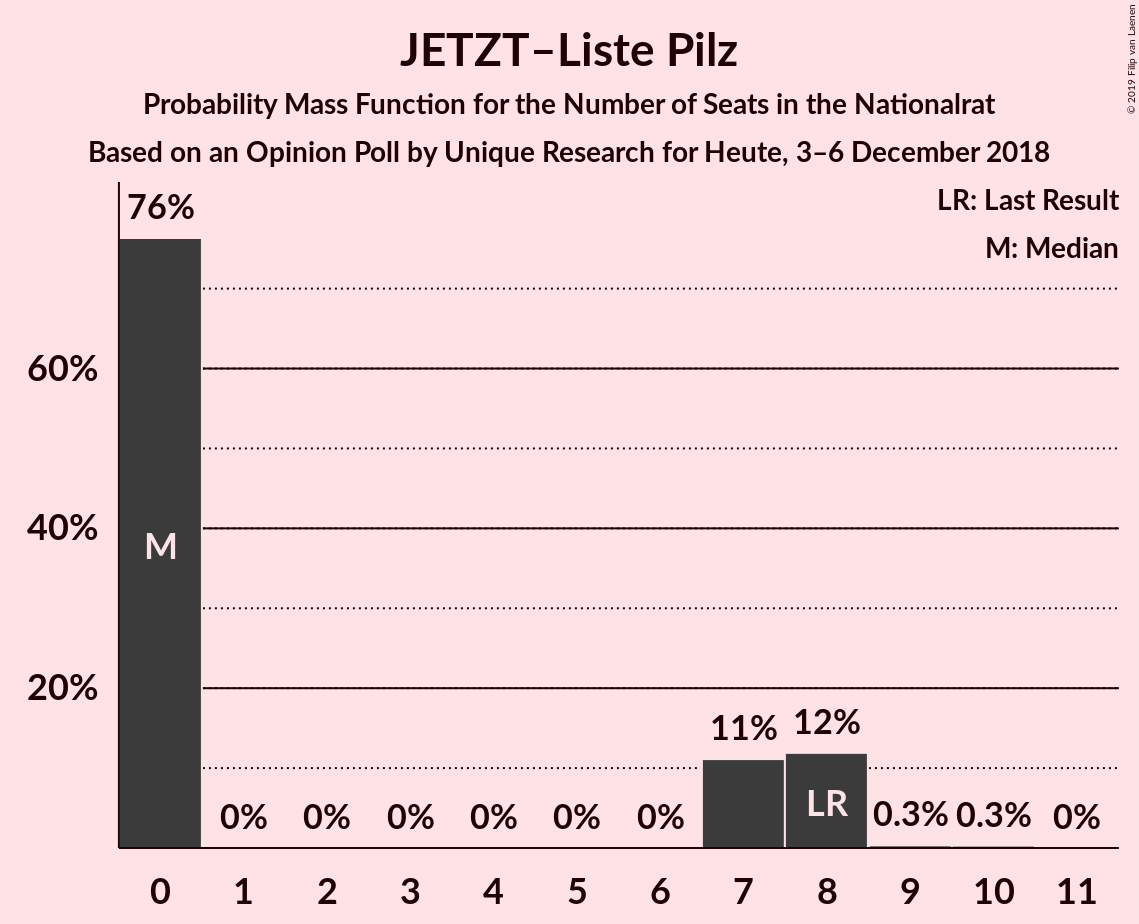 JETZT–Liste Pilz
Probability Mass Function for the Number of Seats in the Nationalrat
Based on an Opinion Poll by Unique Research for Heute, 3–6 December 2018
© 2019 Filip van Laenen
LR: Last Result
M: Median
76%
60%
40%
20%
M
0% 0% 0% 0% 0% 0% 11% 12% 0.3% 0.3% 0%
LR
0 1 2 3 4 5 6 7 8 9 10 11